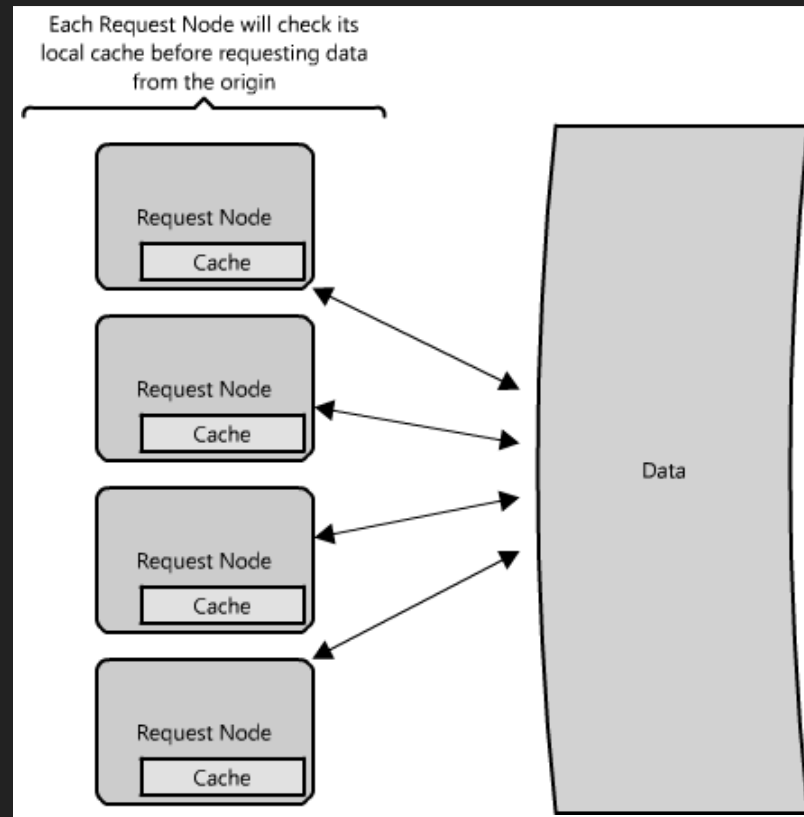 Each Request Node will check its
local cache before requesting data
from the origin
Request Node
Cache
Request Node
Cache
Data
Request Node
Cache
Request Node
Cache